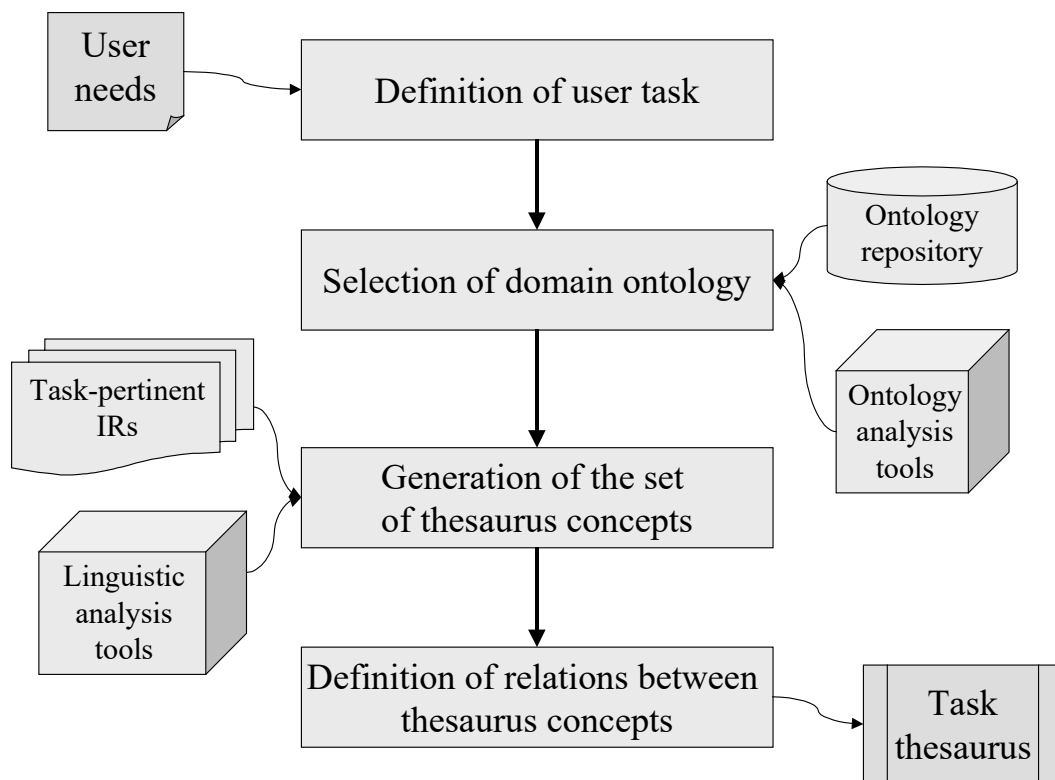 User
needs
Definition of user task
Ontology
repository
Selection of domain ontology
Task-pertinent
IRs
Ontology
analysis
tools
Generation of the set
of thesaurus concepts
Linguistic
analysis
tools
Definition of relations between
thesaurus concepts
Task
thesaurus